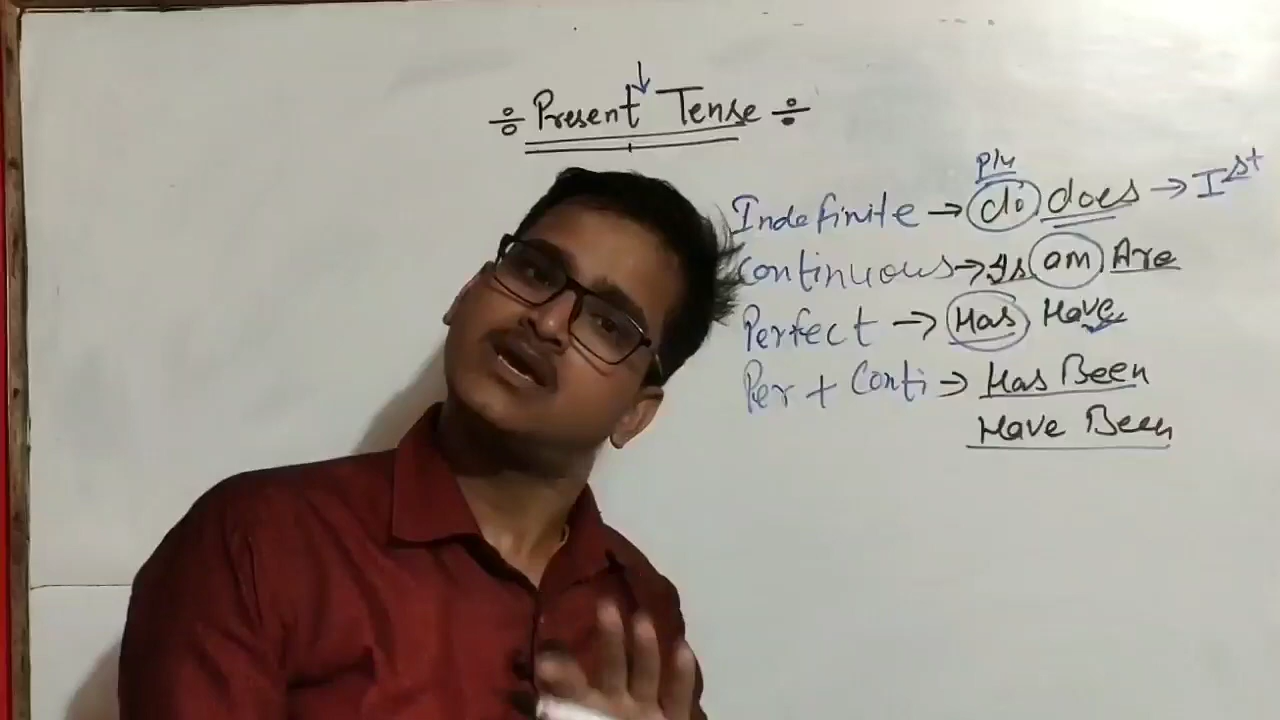 ÷ Present Tense ÷
Plu
Indefinite → do does → Ist
Continuous → Is am Are
Perfect → Has Have
Per + Conti → Has Been
Have Been